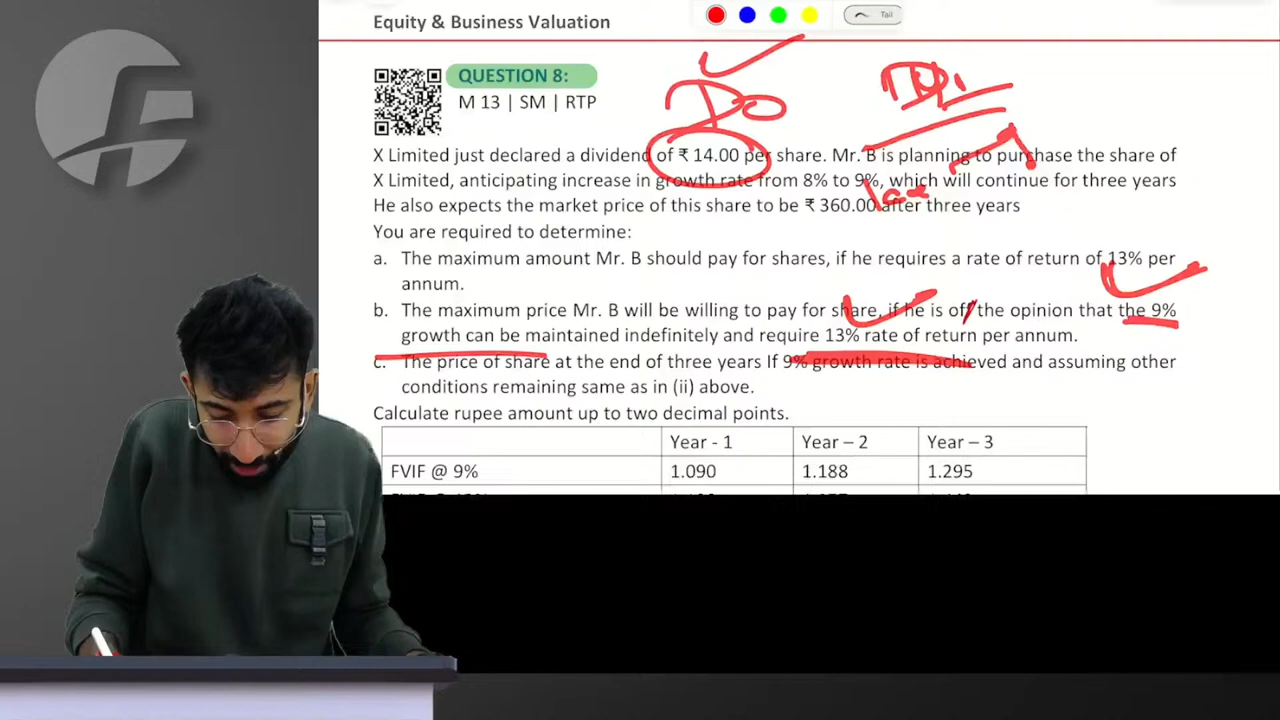 Equity & Business Valuation
Tail
QUESTION 8:
M 13 | SM | RTP
D0
X Limited just declared a dividend of ₹ 14.00 per share. Mr. B is planning to purchase the share of
X Limited, anticipating increase in growth rate from 8% to 9%, which will continue for three years
He also expects the market price of this share to be ₹ 360.00 after three years
You are required to determine:
a. The maximum amount Mr. B should pay for shares, if he requires a rate of return of 13% per
annum.
b. The maximum price Mr. B will be willing to pay for share, if he is off the opinion that the 9%
growth can be maintained indefinitely and require 13% rate of return per annum.
c. The price of share at the end of three years If 9% growth rate is achieved and assuming other
conditions remaining same as in (ii) above.
Calculate rupee amount up to two decimal points.
Year - 1 Year – 2 Year – 3
FVIF @ 9% 1.090 1.188 1.295